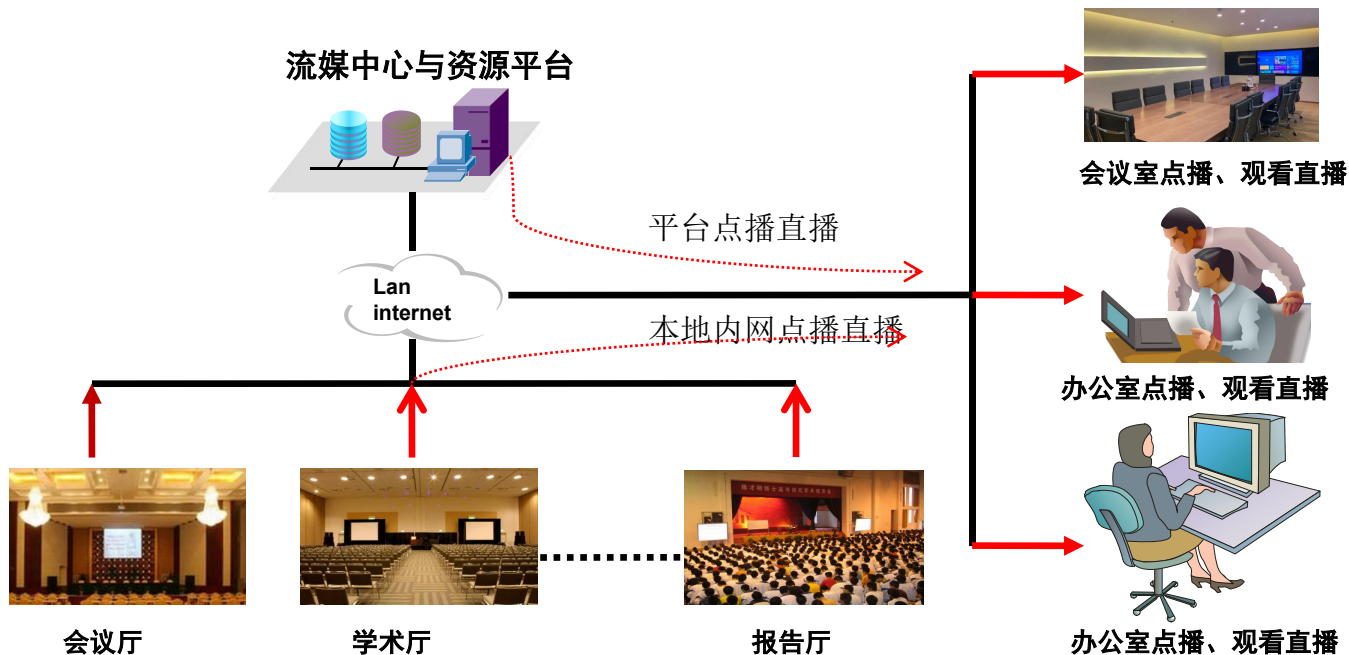 流媒中心与资源平台
会议室点播、观看直播
平台点播直播
Lan
internet
本地内网点播直播
办公室点播、观看直播
会议厅
学术厅
报告厅
办公室点播、观看直播